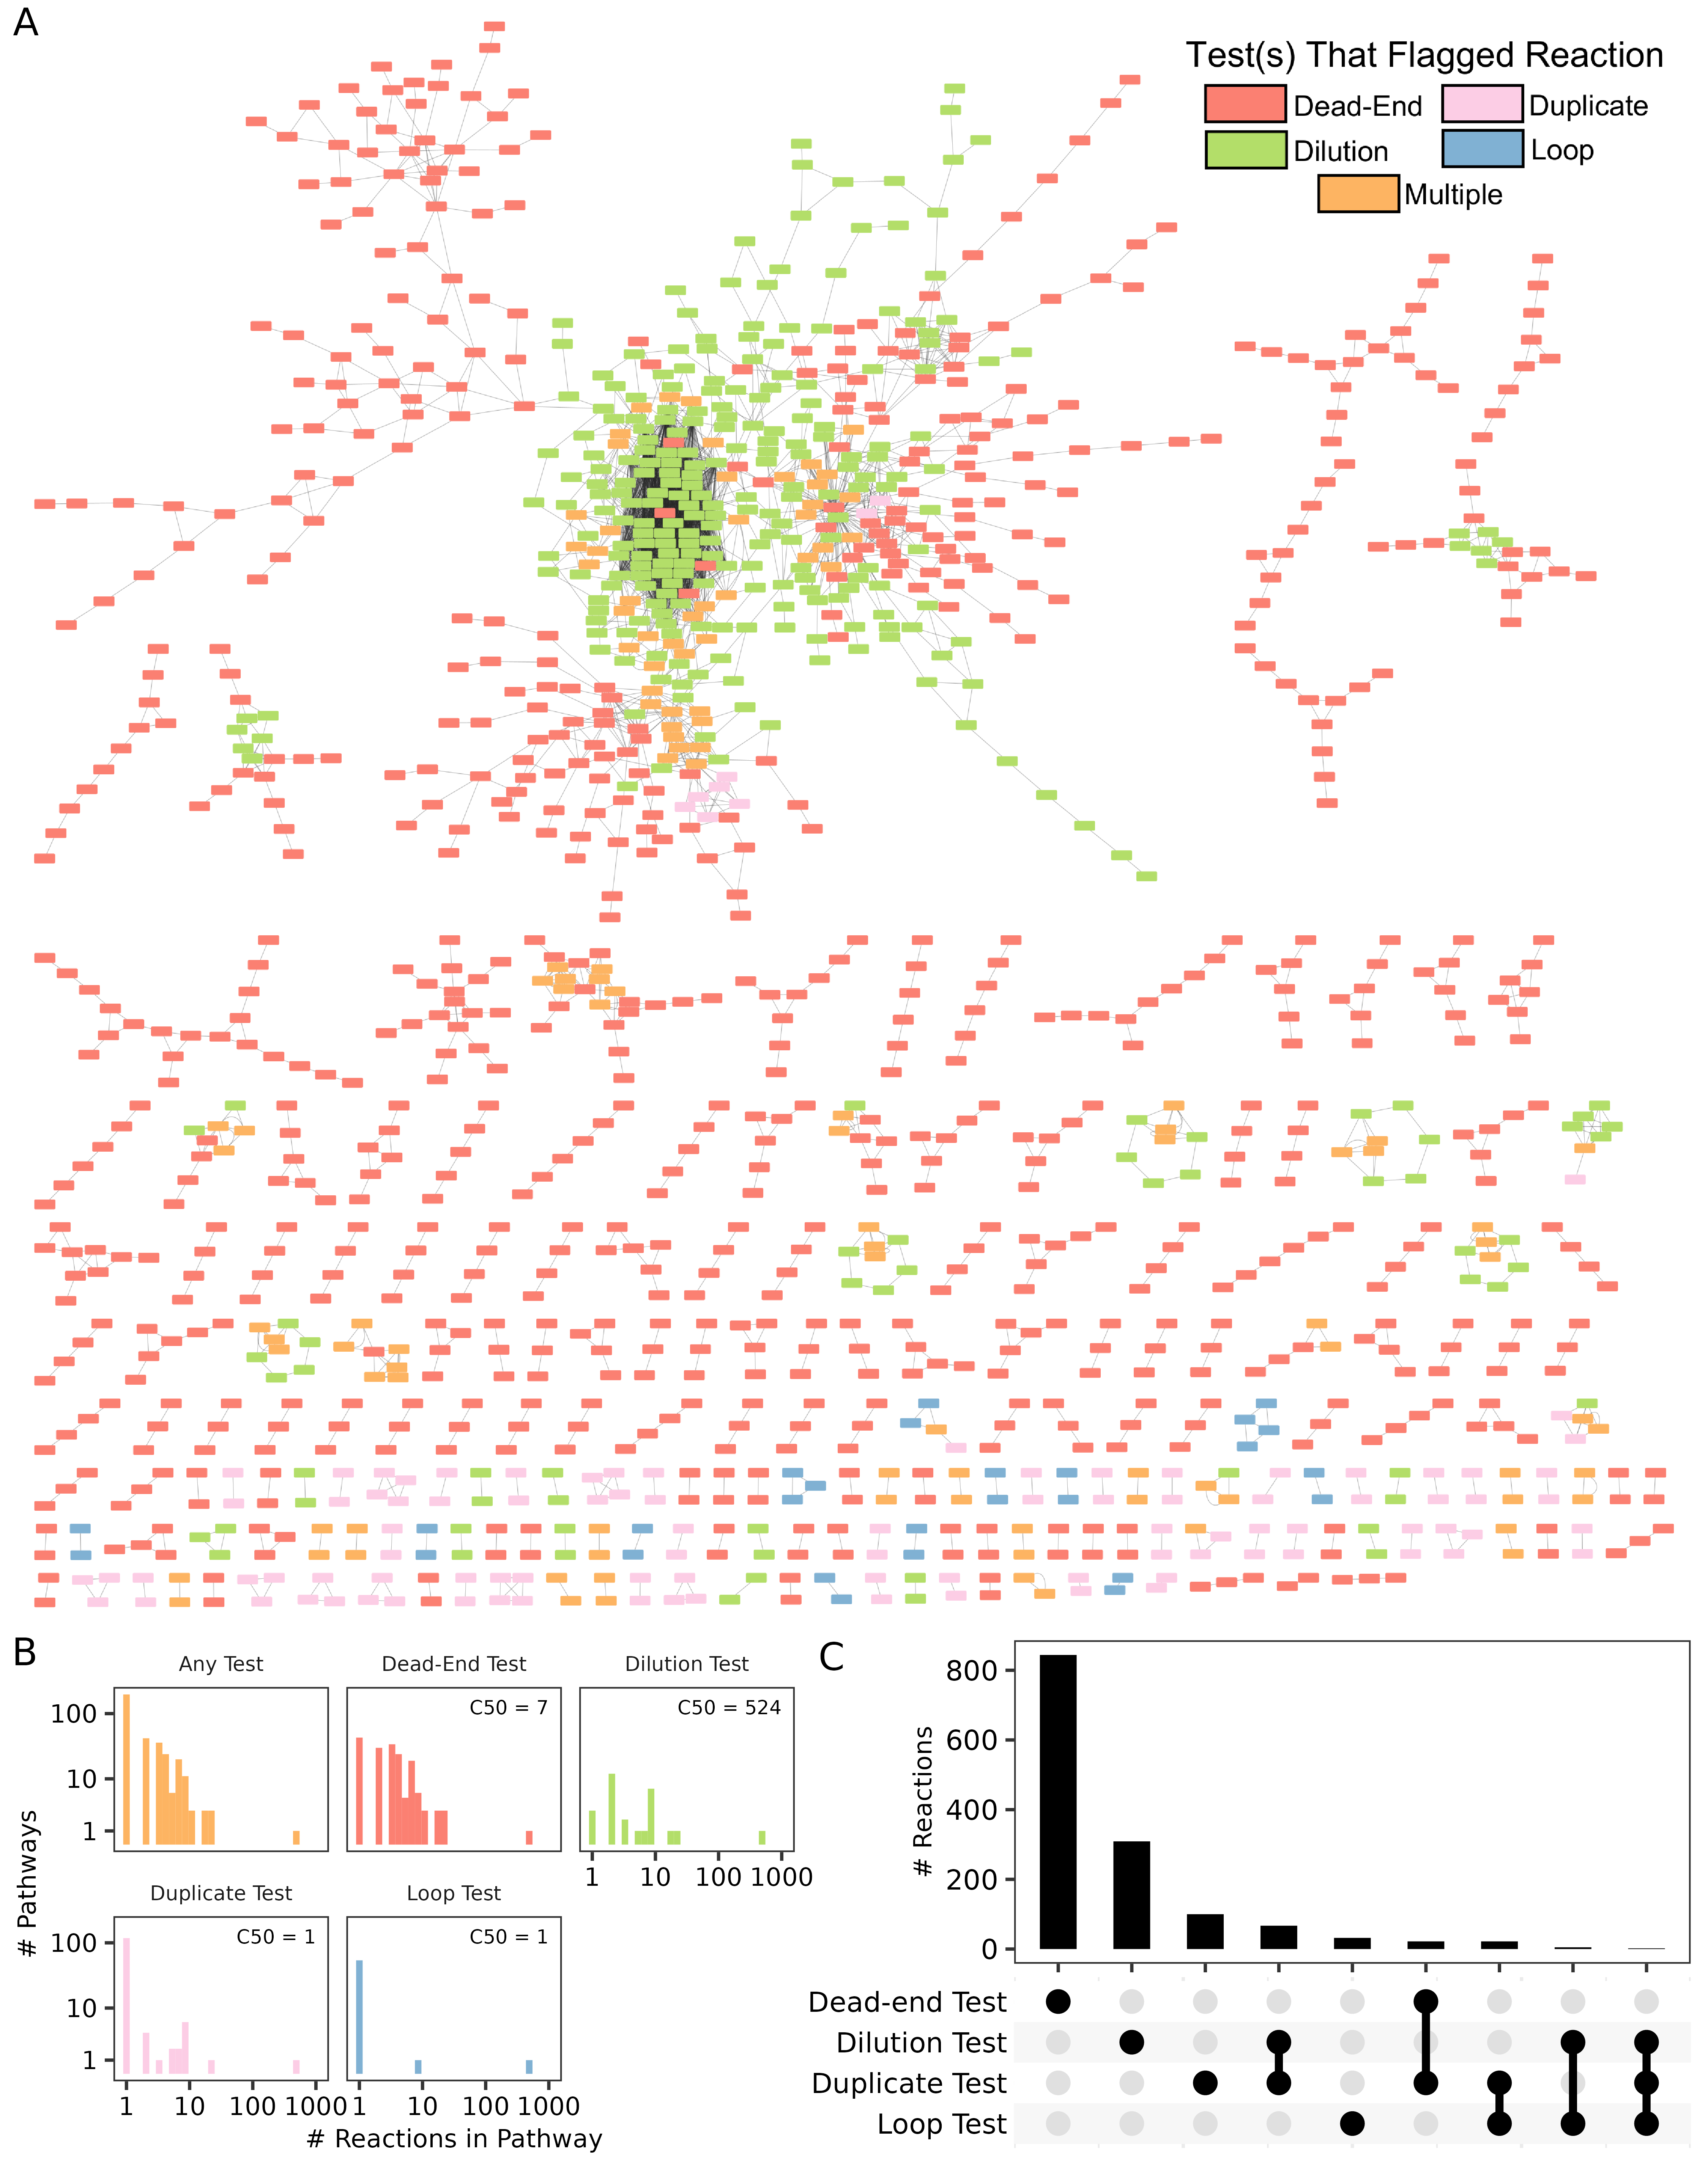 A
Test(s) That Flagged Reaction
Dead-End Duplicate
Dilution Loop
Multiple
B
Any Test Dead-End Test Dilution Test
C50 = 7 C50 = 524
100
10
1
1 10 100 1000
Duplicate Test Loop Test
C50 = 1 C50 = 1
100
10
1
1 10 100 1000 1 10 100 1000
# Pathways
# Reactions in Pathway
C
# Reactions
800
600
400
200
0
Dead-end Test
Dilution Test
Duplicate Test
Loop Test